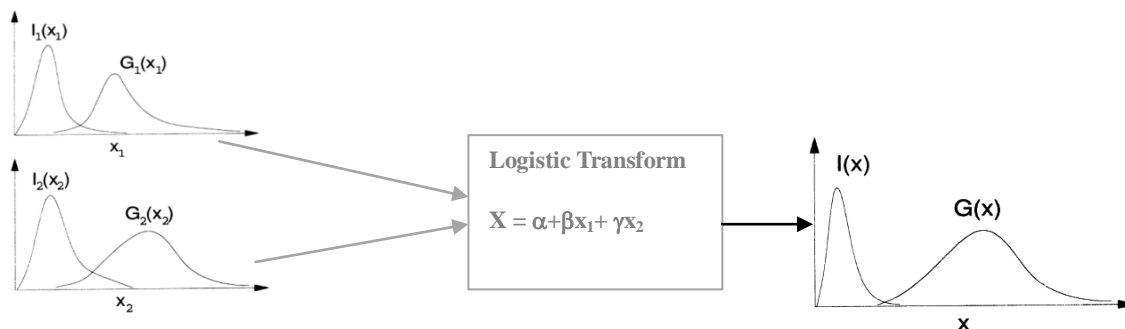 I₁(x₁)
G₁(x₁)
x₁
I₂(x₂)
G₂(x₂)
x₂
Logistic Transform
X = α+βx₁+ γx₂
I(x)
G(x)
x